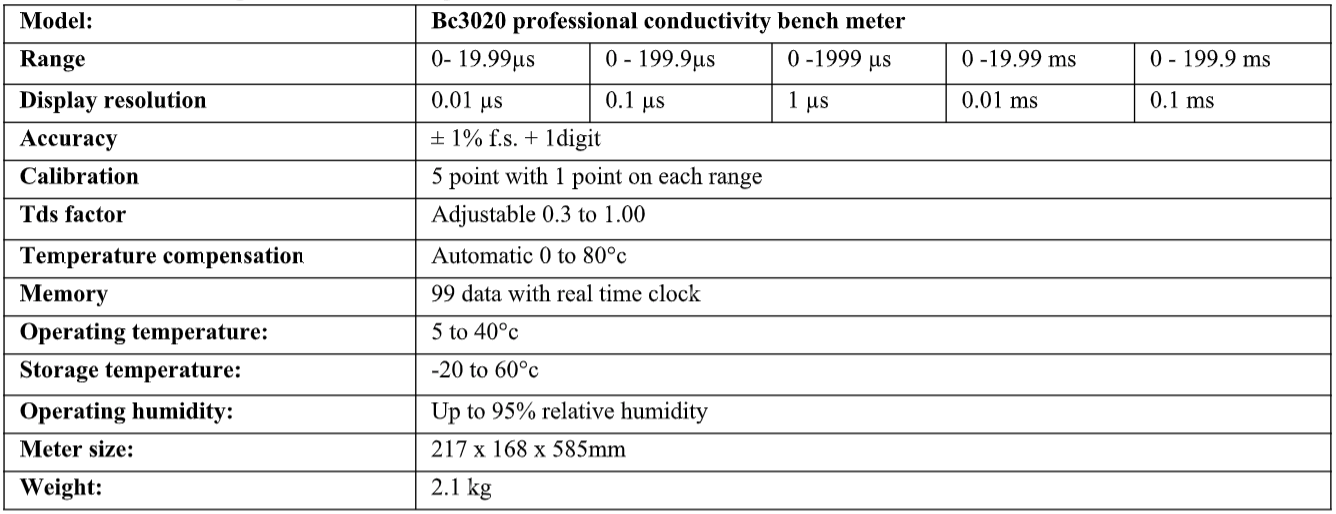 Model: Bc3020 professional conductivity bench meter
Range 0- 19.99μs 0 - 199.9μs 0 -1999 μs 0 -19.99 ms 0 - 199.9 ms
Display resolution 0.01 μs 0.1 μs 1 μs 0.01 ms 0.1 ms
Accuracy ± 1% f.s. + 1digit
Calibration 5 point with 1 point on each range
Tds factor Adjustable 0.3 to 1.00
Temperature compensation Automatic 0 to 80°c
Memory 99 data with real time clock
Operating temperature: 5 to 40°c
Storage temperature: -20 to 60°c
Operating humidity: Up to 95% relative humidity
Meter size: 217 x 168 x 585mm
Weight: 2.1 kg